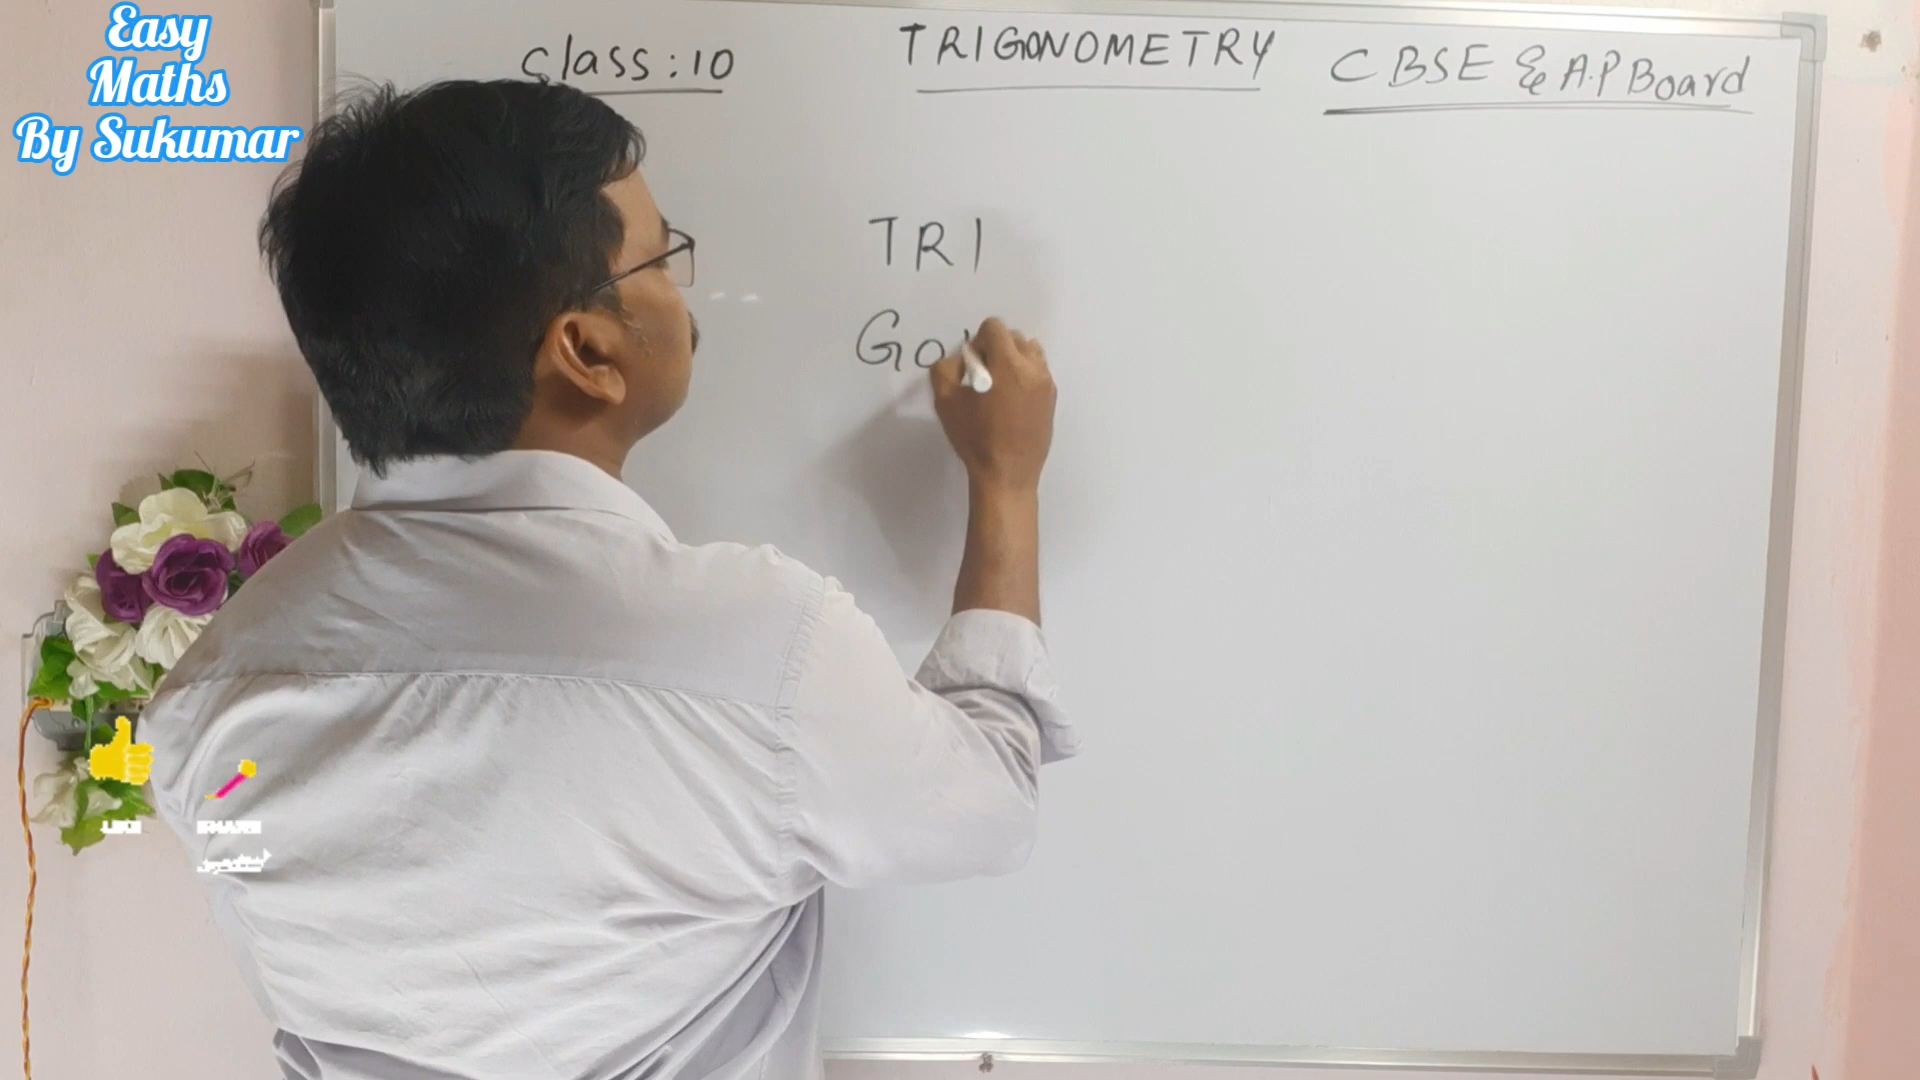 Easy
Maths
By Sukumar
Class:10 TRIGONOMETRY CBSE & A.P Board
TRI
Go